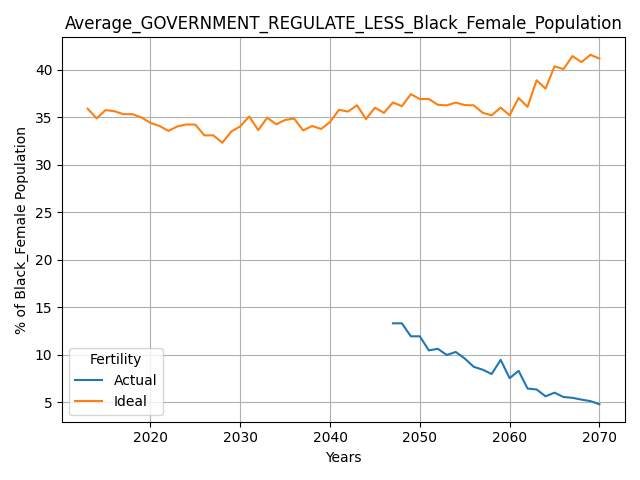 Average_GOVERNMENT_REGULATE_LESS_Black_Female_Population
% of Black_Female Population
40
35
30
25
20
15
10
5
Fertility
Actual
Ideal
2020 2030 2040 2050 2060 2070
Years